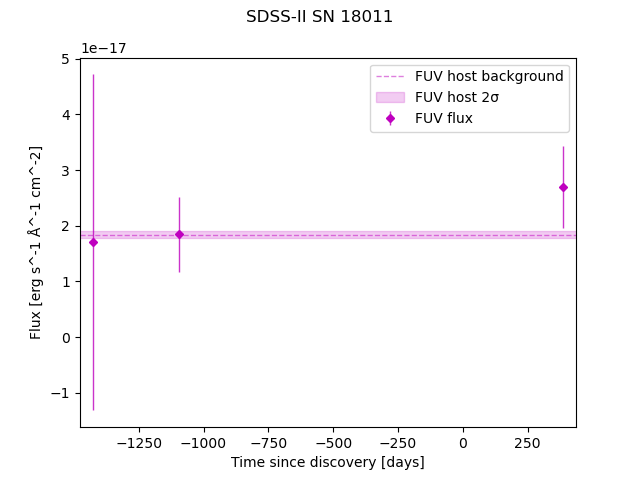 SDSS-II SN 18011
1e−17
FUV host background
FUV host 2σ
FUV flux
5
4
3
2
1
0
−1
Flux [erg s^-1 Å^-1 cm^-2]
−1250 −1000 −750 −500 −250 0 250
Time since discovery [days]